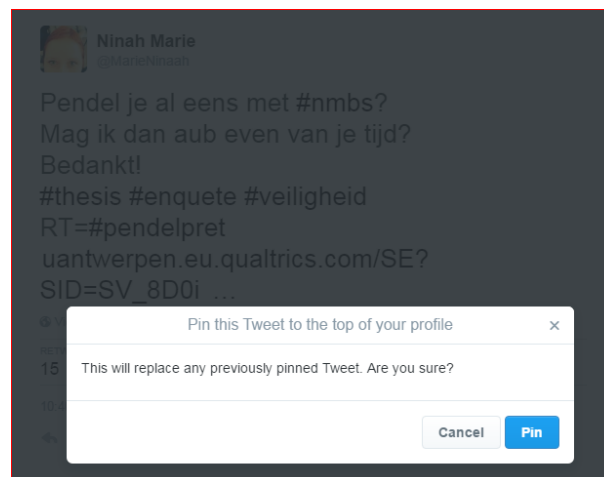 Ninah Marie
@MarieNinaah
Pendel je al eens met #nmbs?
Mag ik dan aub even van je tijd?
Bedankt!
#thesis #enquete #veiligheid
RT=#pendelpret
uantwerpen.eu.qualtrics.com/SE?
SID=SV_8D0i ...
Pin this Tweet to the top of your profile ×
15
This will replace any previously pinned Tweet. Are you sure?
Cancel Pin